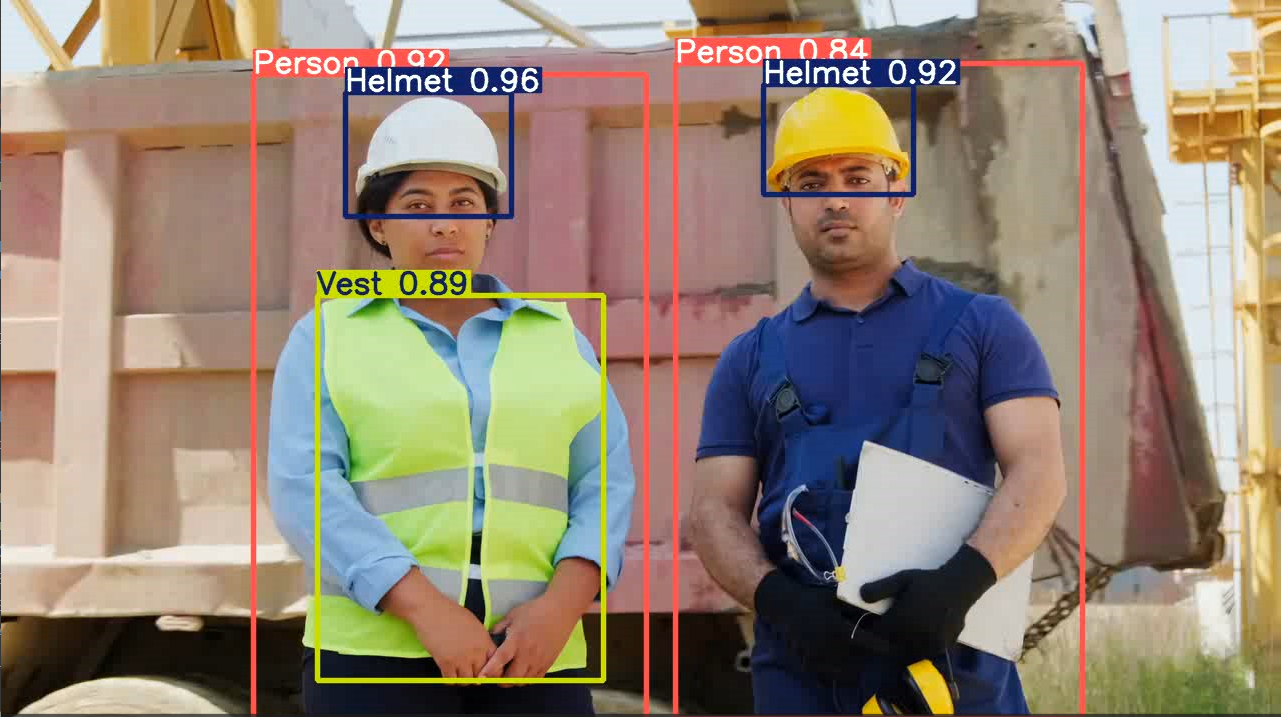 Person 0.92
Helmet 0.96
Vest 0.89
Person 0.84
Helmet 0.92